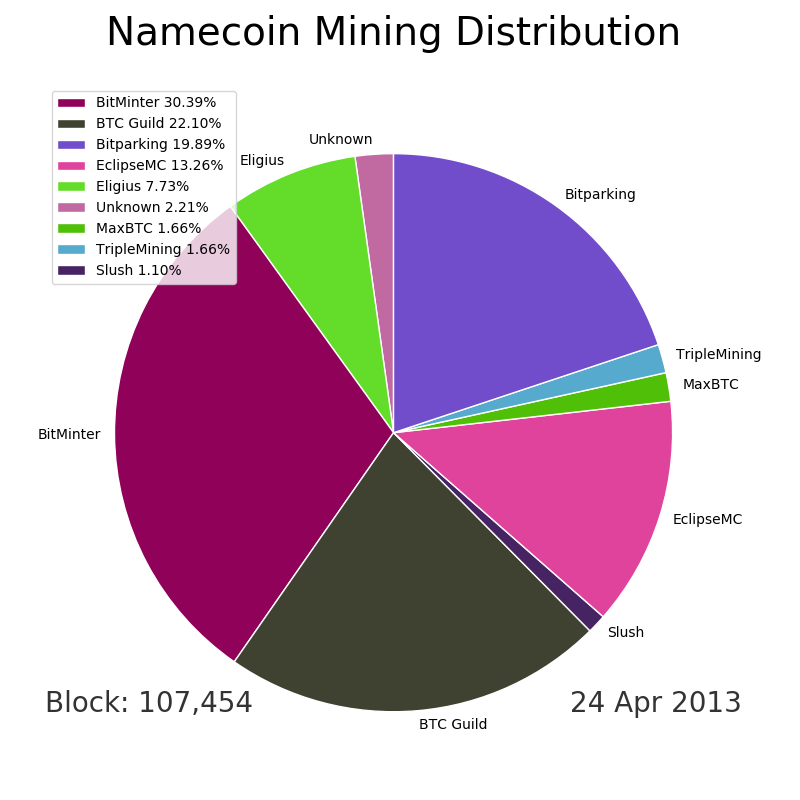 Namecoin Mining Distribution
BitMinter 30.39%
BTC Guild 22.10%
Bitparking 19.89%
EclipseMC 13.26%
Eligius 7.73%
Unknown 2.21%
MaxBTC 1.66%
TripleMining 1.66%
Slush 1.10%
Unknown
Eligius
Bitparking
TripleMining
MaxBTC
BitMinter
EclipseMC
Slush
BTC Guild
Block: 107,454
24 Apr 2013